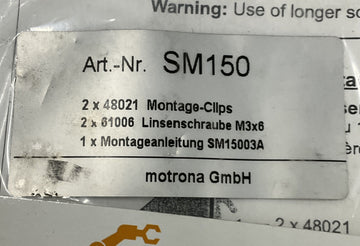 Warning: Use of longer sc
Art.-Nr. SM150
2 x 48021 Montage-Clips
2 x 61006 Linsenschraube M3x6
1 x Montageanleitung SM15003A
motrona GmbH
2 x 48021